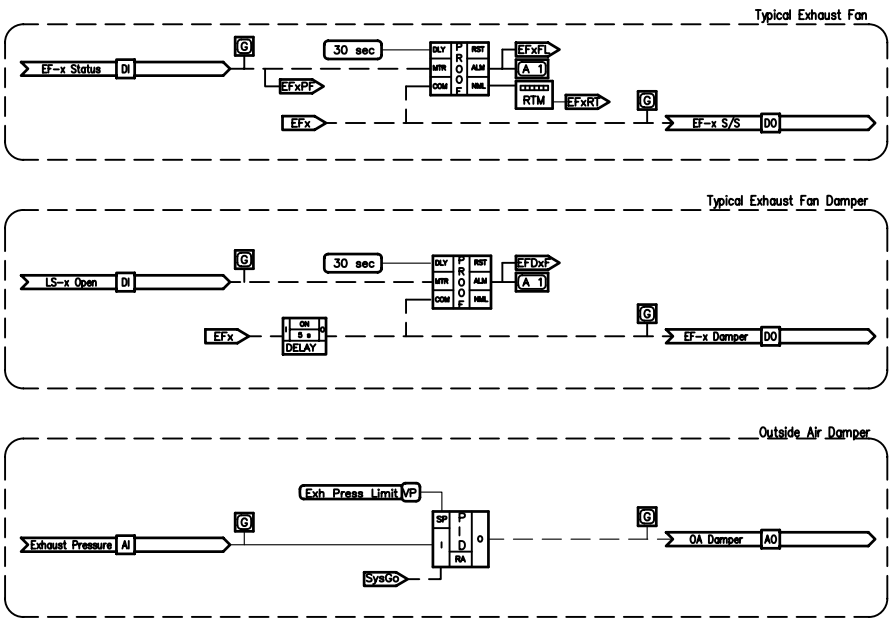 Typical Exhaust Fan
G
30 sec
DLY PROOF RST
EFxFL
EF-x Status DI
MTR ALM
A 1
EFxPF
COM NML
RTM
EFxRT
G
EFx
EF-x S/S DO
Typical Exhaust Fan Damper
G
30 sec
DLY PROOF RST
EFDxF
LS-x Open DI
MTR ALM
A 1
COM NML
G
EFx
I ON O
5 s
DELAY
EF-x Damper DO
Outside Air Damper
Exh Press Limit VP
G
SP PID
G
Exhaust Pressure AI
I O
RA
OA Damper AO
SysGo